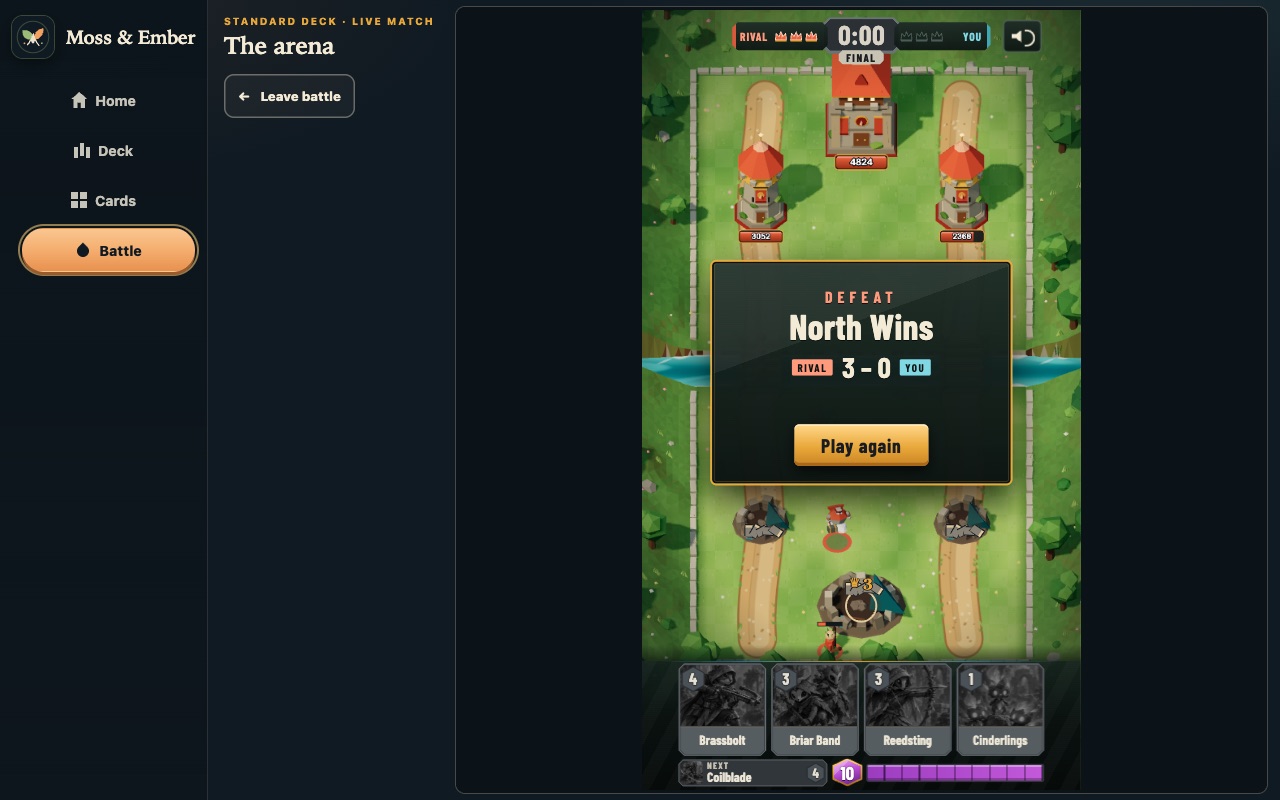 Moss & Ember
Home
Deck
Cards
Battle
STANDARD DECK · LIVE MATCH
The arena
Leave battle
RIVAL
0:00
YOU
FINAL
4824
3052
2368
DEFEAT
North Wins
RIVAL 3 – 0 YOU
Play again
3
4
Brassbolt
3
Briar Band
3
Reedsting
1
Cinderlings
NEXT
Coilblade
4
10